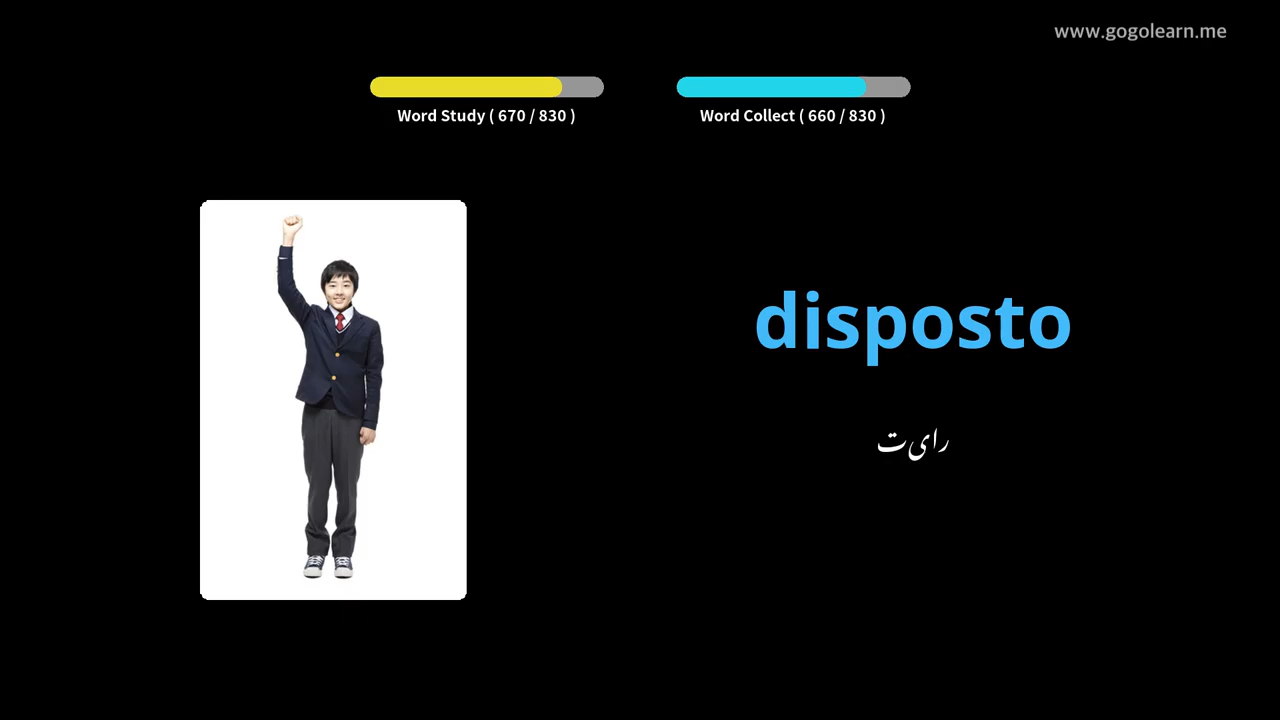 www.gogolearn.me
Word Study ( 670 / 830 )
Word Collect ( 660 / 830 )
disposto
رای ت